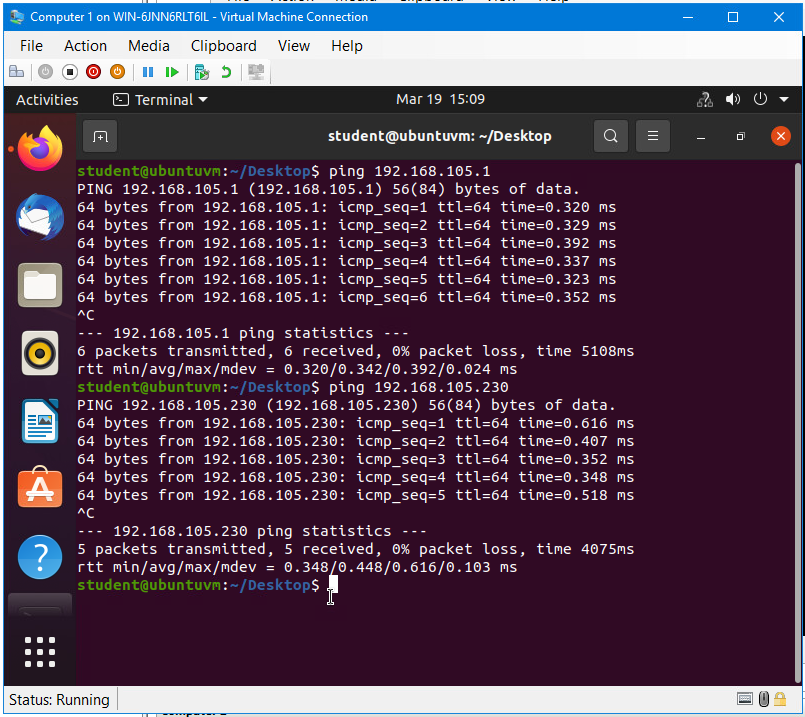 Computer 1 on WIN-6JNN6RLT6IL - Virtual Machine Connection
File Action Media Clipboard View Help
Activities Terminal Mar 19 15:09
student@ubuntuvm: ~/Desktop
student@ubuntuvm:~/Desktop$ ping 192.168.105.1
PING 192.168.105.1 (192.168.105.1) 56(84) bytes of data.
64 bytes from 192.168.105.1: icmp_seq=1 ttl=64 time=0.320 ms
64 bytes from 192.168.105.1: icmp_seq=2 ttl=64 time=0.329 ms
64 bytes from 192.168.105.1: icmp_seq=3 ttl=64 time=0.392 ms
64 bytes from 192.168.105.1: icmp_seq=4 ttl=64 time=0.337 ms
64 bytes from 192.168.105.1: icmp_seq=5 ttl=64 time=0.323 ms
64 bytes from 192.168.105.1: icmp_seq=6 ttl=64 time=0.352 ms
^C
--- 192.168.105.1 ping statistics ---
6 packets transmitted, 6 received, 0% packet loss, time 5108ms
rtt min/avg/max/mdev = 0.320/0.342/0.392/0.024 ms
student@ubuntuvm:~/Desktop$ ping 192.168.105.230
PING 192.168.105.230 (192.168.105.230) 56(84) bytes of data.
64 bytes from 192.168.105.230: icmp_seq=1 ttl=64 time=0.616 ms
64 bytes from 192.168.105.230: icmp_seq=2 ttl=64 time=0.407 ms
64 bytes from 192.168.105.230: icmp_seq=3 ttl=64 time=0.352 ms
64 bytes from 192.168.105.230: icmp_seq=4 ttl=64 time=0.348 ms
64 bytes from 192.168.105.230: icmp_seq=5 ttl=64 time=0.518 ms
^C
--- 192.168.105.230 ping statistics ---
5 packets transmitted, 5 received, 0% packet loss, time 4075ms
rtt min/avg/max/mdev = 0.348/0.448/0.616/0.103 ms
student@ubuntuvm:~/Desktop$
Status: Running